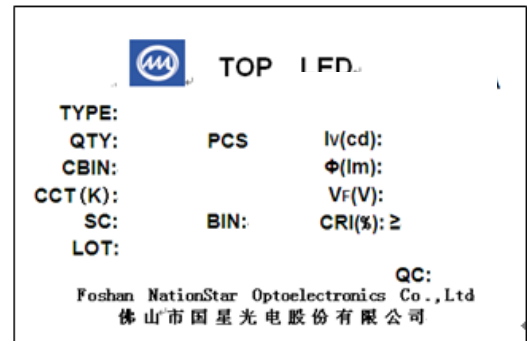 TOP LED
TYPE:
QTY: PCS Iv(cd):
CBIN: Φ(lm):
CCT(K): VF(V):
SC: BIN: CRI(%):≥
LOT:
QC:
Foshan NationStar Optoelectronics Co.,Ltd
佛山市国星光电股份有限公司